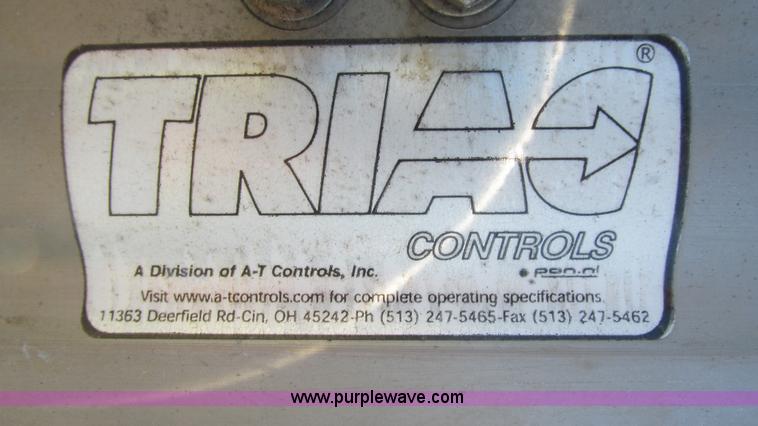 TRIAC®
CONTROLS
A Division of A-T Controls, Inc.
Visit www.a-tcontrols.com for complete operating specifications.
11363 Deerfield Rd-Cin, OH 45242-Ph (513) 247-5465-Fax (513) 247-5462
www.purplewave.com